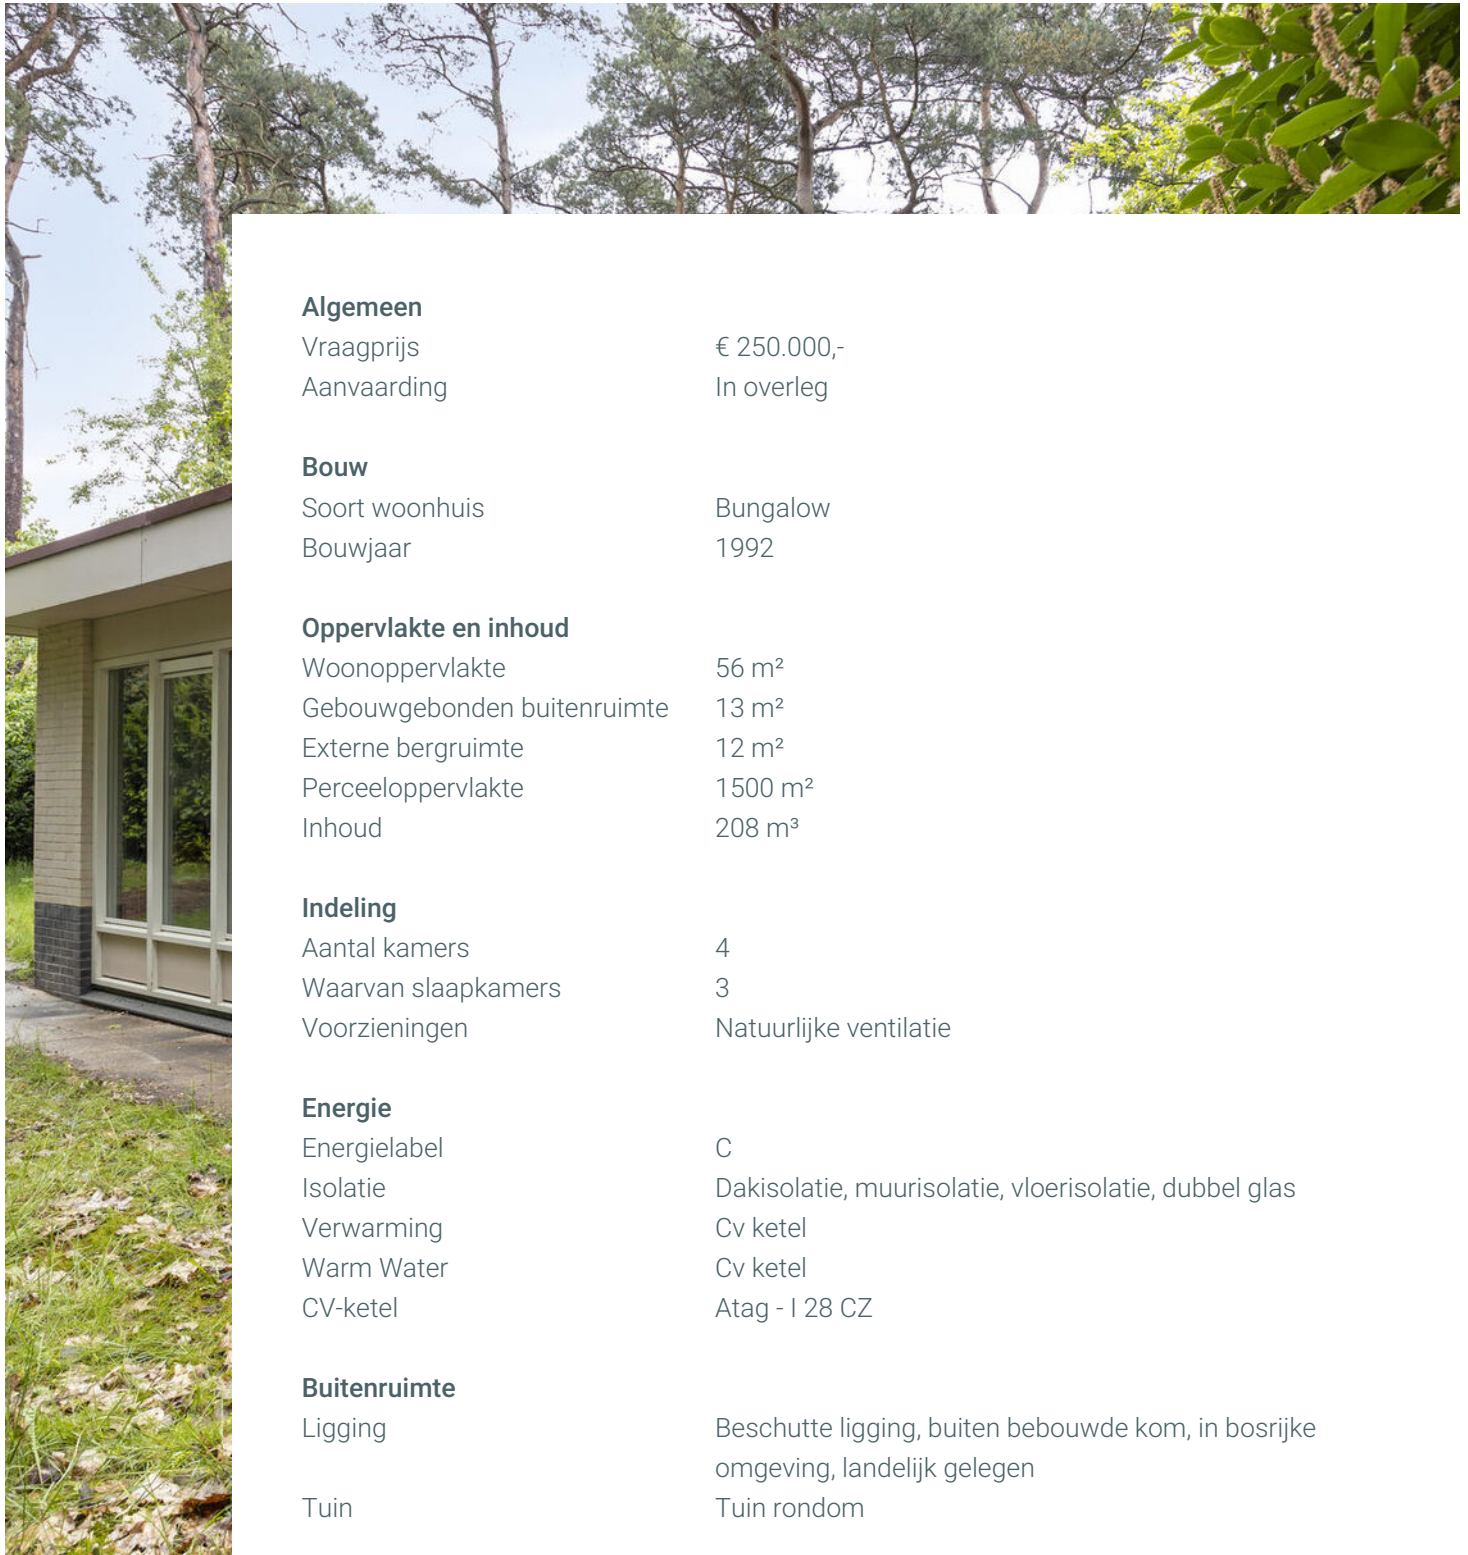 Algemeen
Vraagprijs € 250.000,-
Aanvaarding In overleg
Bouw
Soort woonhuis Bungalow
Bouwjaar 1992
Oppervlakte en inhoud
Woonoppervlakte 56 m²
Gebouwgebonden buitenruimte 13 m²
Externe bergruimte 12 m²
Perceeloppervlakte 1500 m²
Inhoud 208 m³
Indeling
Aantal kamers 4
Waarvan slaapkamers 3
Voorzieningen Natuurlijke ventilatie
Energie
Energielabel C
Isolatie Dakisolatie, muurisolatie, vloerisolatie, dubbel glas
Verwarming Cv ketel
Warm Water Cv ketel
CV-ketel Atag - I 28 CZ
Buitenruimte
Ligging Beschutte ligging, buiten bebouwde kom, in bosrijke
omgeving, landelijk gelegen
Tuin Tuin rondom